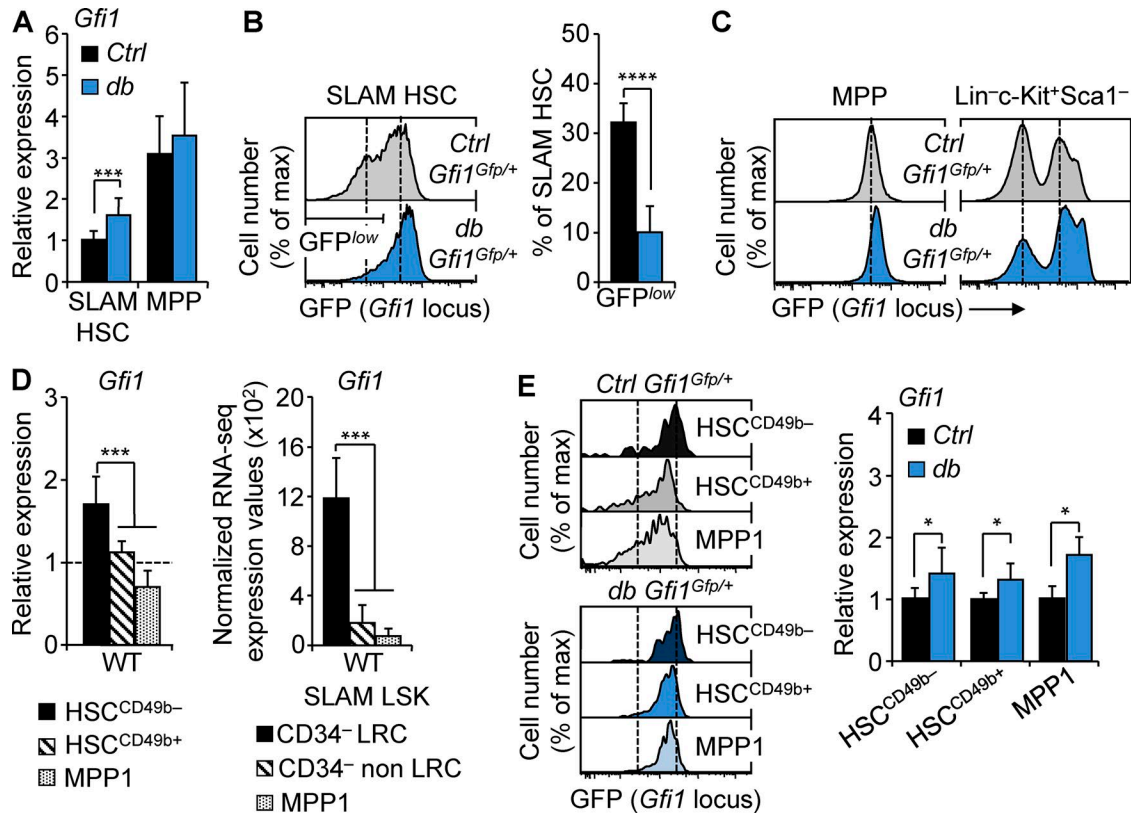 A
Gfi1
Ctrl
db
Relative expression
7
6
5
4
3
2
1
0
***
SLAM
HSC
MPP
B
SLAM HSC
Cell number
(% of max)
Ctrl
Gfi1Gfp/+
GFPlow
db
Gfi1Gfp/+
GFP (Gfi1 locus)
% of SLAM HSC
50
40
30
20
10
0
****
GFPlow
C
MPP
Lin–c-Kit+Sca1–
Cell number
(% of max)
Ctrl
Gfi1Gfp/+
db
Gfi1Gfp/+
GFP (Gfi1 locus)
D
Gfi1
Relative expression
3
2
1
0
***
WT
HSCCD49b–
HSCCD49b+
MPP1
Gfi1
Normalized RNA-seq
expression values (x102)
20
16
12
8
4
0
***
WT
SLAM LSK
CD34– LRC
CD34– non LRC
MPP1
E
Ctrl Gfi1Gfp/+
Cell number
(% of max)
HSCCD49b–
HSCCD49b+
MPP1
db Gfi1Gfp/+
Cell number
(% of max)
HSCCD49b–
HSCCD49b+
MPP1
GFP (Gfi1 locus)
Gfi1
Ctrl
db
Relative expression
4
3
2
1
0
*
*
*
HSCCD49b–
HSCCD49b+
MPP1